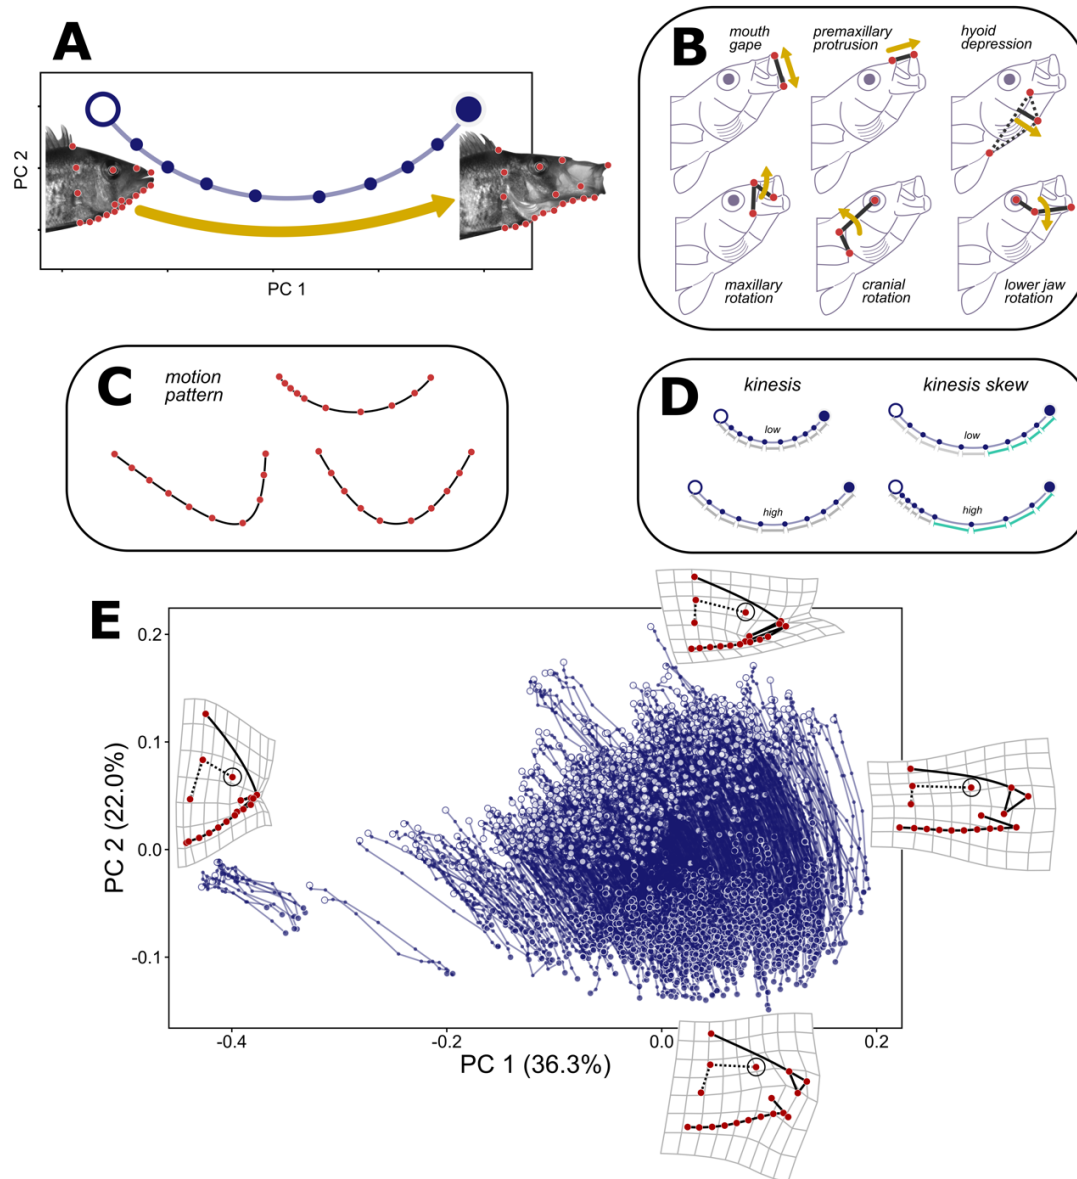 A
PC 2
PC 1
B
mouth
gape
premaxillary
protrusion
hyoid
depression
maxillary
rotation
cranial
rotation
lower jaw
rotation
C
motion
pattern
D
kinesis
kinesis skew
low
low
high
high
E
PC 2 (22.0%)
0.2
0.1
0.0
-0.1
-0.4
-0.2
0.0
0.2
PC 1 (36.3%)